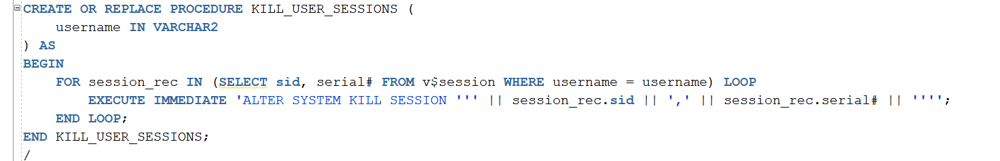 CREATE OR REPLACE PROCEDURE KILL_USER_SESSIONS (
    username IN VARCHAR2
) AS
BEGIN
    FOR session_rec IN (SELECT sid, serial# FROM v$session WHERE username = username) LOOP
        EXECUTE IMMEDIATE 'ALTER SYSTEM KILL SESSION ''' || session_rec.sid || ',' || session_rec.serial# || '''';
    END LOOP;
END KILL_USER_SESSIONS;
/